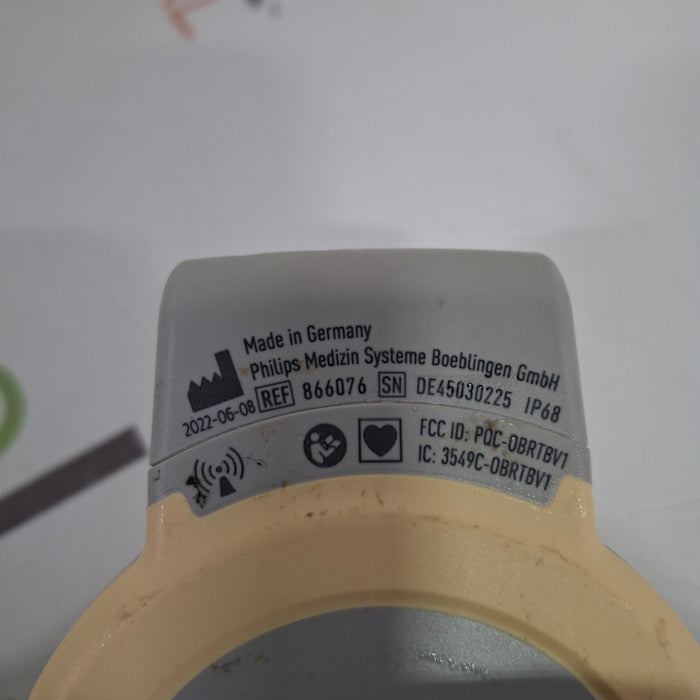 Made in Germany
Philips Medizin Systeme Boeblingen GmbH
2022-06-08 REF 866076 SN DE45030225 IP68
FCC ID: PQC-OBRTBV1
IC: 3549C-OBRTBV1